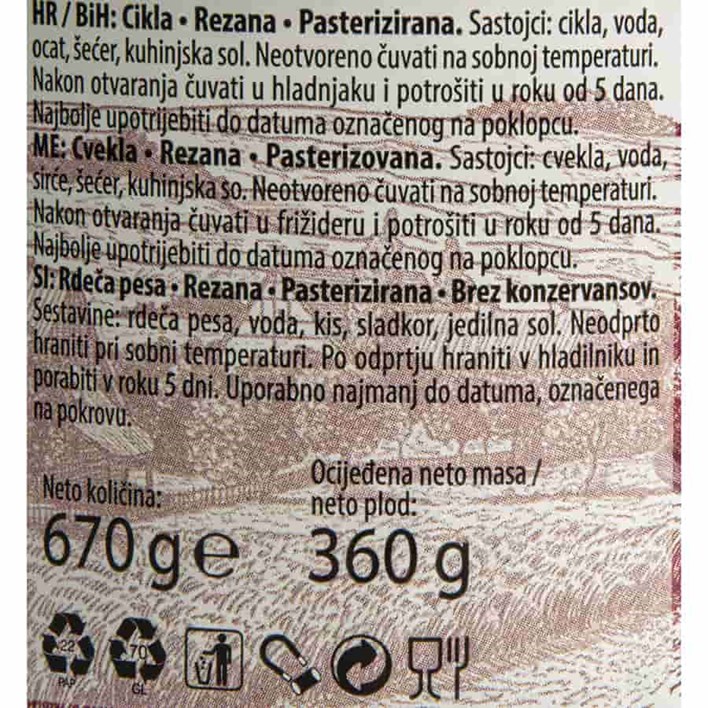 HR / BiH: Cikla • Rezana • Pasterizirana. Sastojci: cikla, voda,
ocat, šećer, kuhinjska sol. Neotvoreno čuvati na sobnoj temperaturi.
Nakon otvaranja čuvati u hladnjaku i potrošiti u roku od 5 dana.
Najbolje upotrijebiti do datuma označenog na poklopcu.
ME: Cvekla • Rezana • Pasterizovana. Sastojci: cvekla, voda,
sirće, šećer, kuhinjska so. Neotvoreno čuvati na sobnoj temperaturi.
Nakon otvaranja čuvati u frižideru i potrošiti u roku od 5 dana.
Najbolje upotrijebiti do datuma označenog na poklopcu.
SI: Rdeča pesa • Rezana • Pasterizirana • Brez konzervansov.
Sestavine: rdeča pesa, voda, kis, sladkor, jedilna sol. Neodprto
hraniti pri sobni temperaturi. Po odprtju hraniti v hladilniku in
porabiti v roku 5 dni. Uporabno najmanj do datuma, označenega
na pokrovu.
Neto količina:
670 g e
Ocijeđena neto masa /
neto plod:
360 g
22
PAP
70
GL